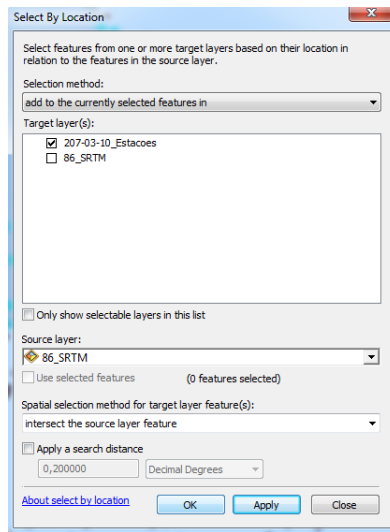 Select By Location
Select features from one or more target layers based on their location in
relation to the features in the source layer.
Selection method:
add to the currently selected features in
Target layer(s):
207-03-10_Estacoes
86_SRTM
Only show selectable layers in this list
Source layer:
86_SRTM
Use selected features (0 features selected)
Spatial selection method for target layer feature(s):
intersect the source layer feature
Apply a search distance
0,200000 Decimal Degrees
About select by location OK Apply Close